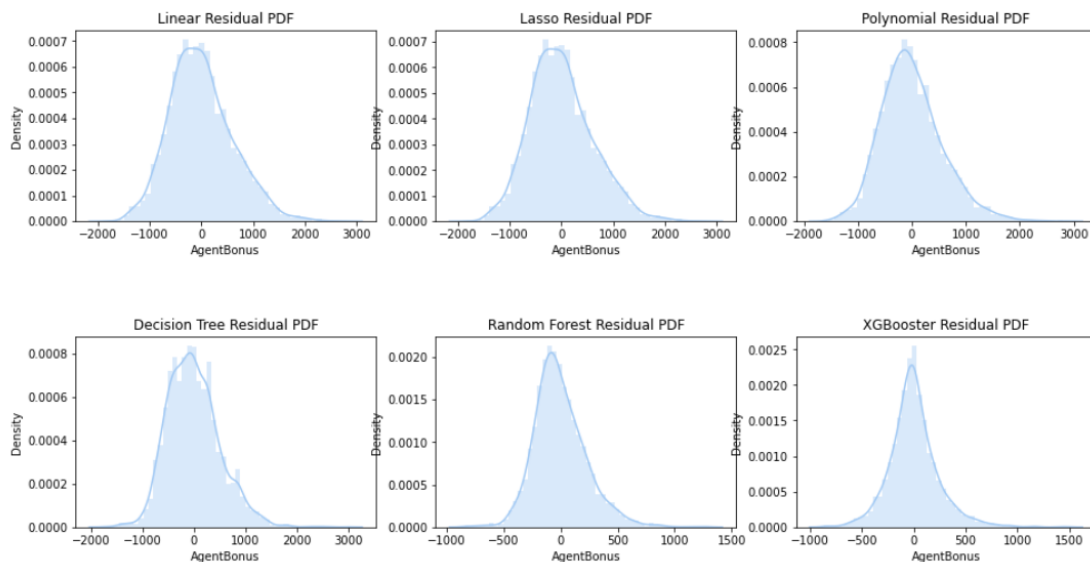 Linear Residual PDF
0.0007
0.0006
0.0005
0.0004
0.0003
0.0002
0.0001
0.0000
Density
−2000 −1000 0 1000 2000 3000
AgentBonus
Lasso Residual PDF
0.0007
0.0006
0.0005
0.0004
0.0003
0.0002
0.0001
0.0000
Density
−2000 −1000 0 1000 2000 3000
AgentBonus
Polynomial Residual PDF
0.0008
0.0006
0.0004
0.0002
0.0000
Density
−2000 −1000 0 1000 2000 3000
AgentBonus
Decision Tree Residual PDF
0.0008
0.0006
0.0004
0.0002
0.0000
Density
−2000 −1000 0 1000 2000 3000
AgentBonus
Random Forest Residual PDF
0.0020
0.0015
0.0010
0.0005
0.0000
Density
−1000 −500 0 500 1000 1500
AgentBonus
XGBooster Residual PDF
0.0025
0.0020
0.0015
0.0010
0.0005
0.0000
Density
−1000 −500 0 500 1000 1500
AgentBonus